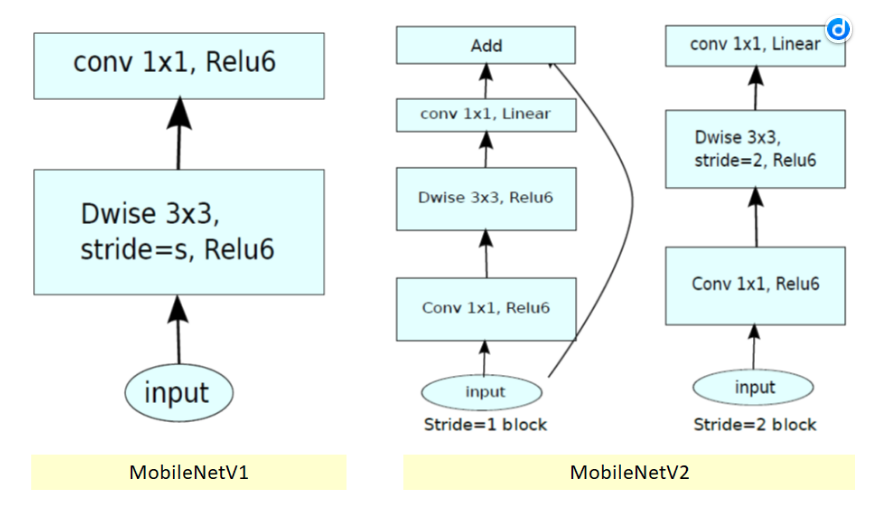 conv 1x1, Relu6
Dwise 3x3,
stride=s, Relu6
input
MobileNetV1
Add
conv 1x1, Linear
Dwise 3x3, Relu6
Conv 1x1, Relu6
input
Stride=1 block
conv 1x1, Linear
Dwise 3x3,
stride=2, Relu6
Conv 1x1, Relu6
input
Stride=2 block
MobileNetV2
d